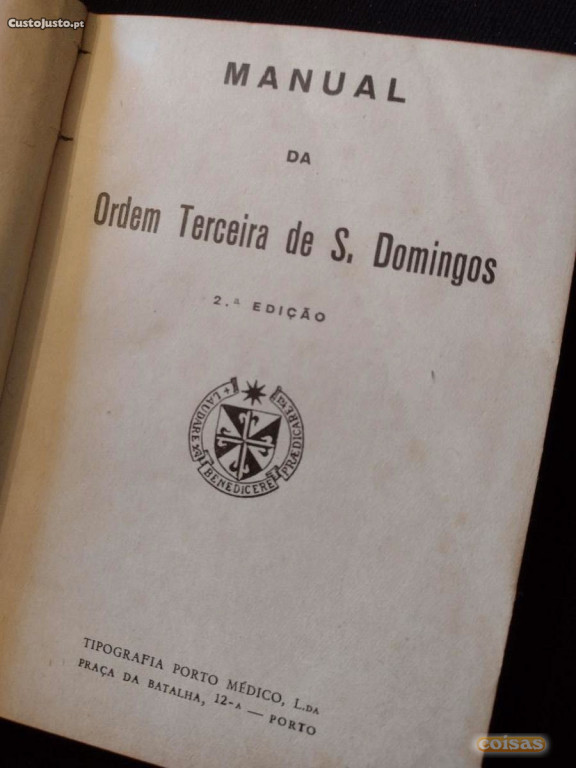 CustoJusto.pt
MANUAL
DA
Ordem Terceira de S. Domingos
2.ª EDIÇÃO
LAUDARE
BENEDICERE
PRÆDICARE
TIPOGRAFIA PORTO MÉDICO, L.DA
PRAÇA DA BATALHA, 12-A — PORTO
coisas